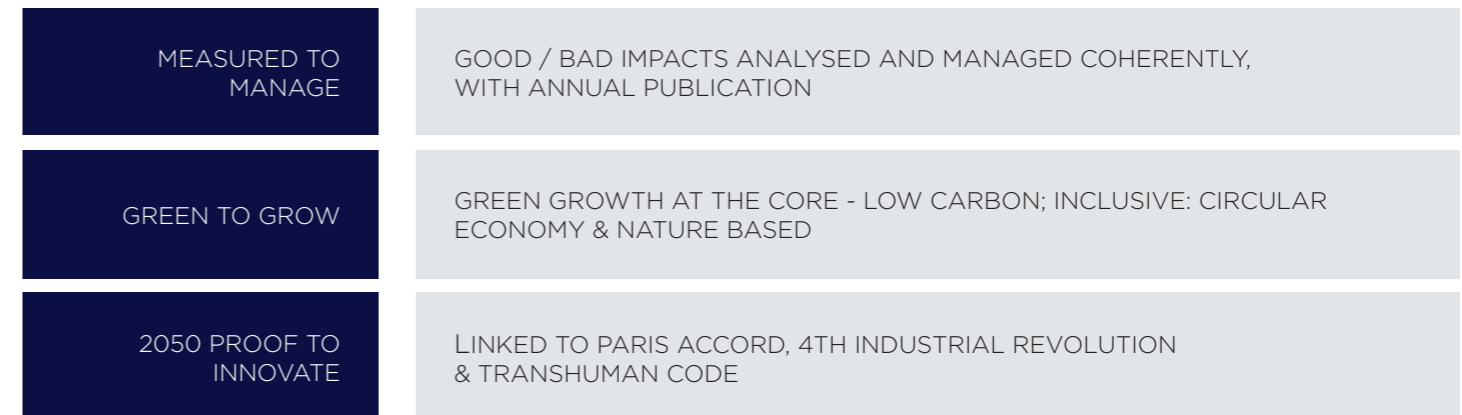 MEASURED TO
MANAGE
GOOD / BAD IMPACTS ANALYSED AND MANAGED COHERENTLY,
WITH ANNUAL PUBLICATION
GREEN TO GROW
GREEN GROWTH AT THE CORE - LOW CARBON; INCLUSIVE: CIRCULAR
ECONOMY & NATURE BASED
2050 PROOF TO
INNOVATE
LINKED TO PARIS ACCORD, 4TH INDUSTRIAL REVOLUTION
& TRANSHUMAN CODE